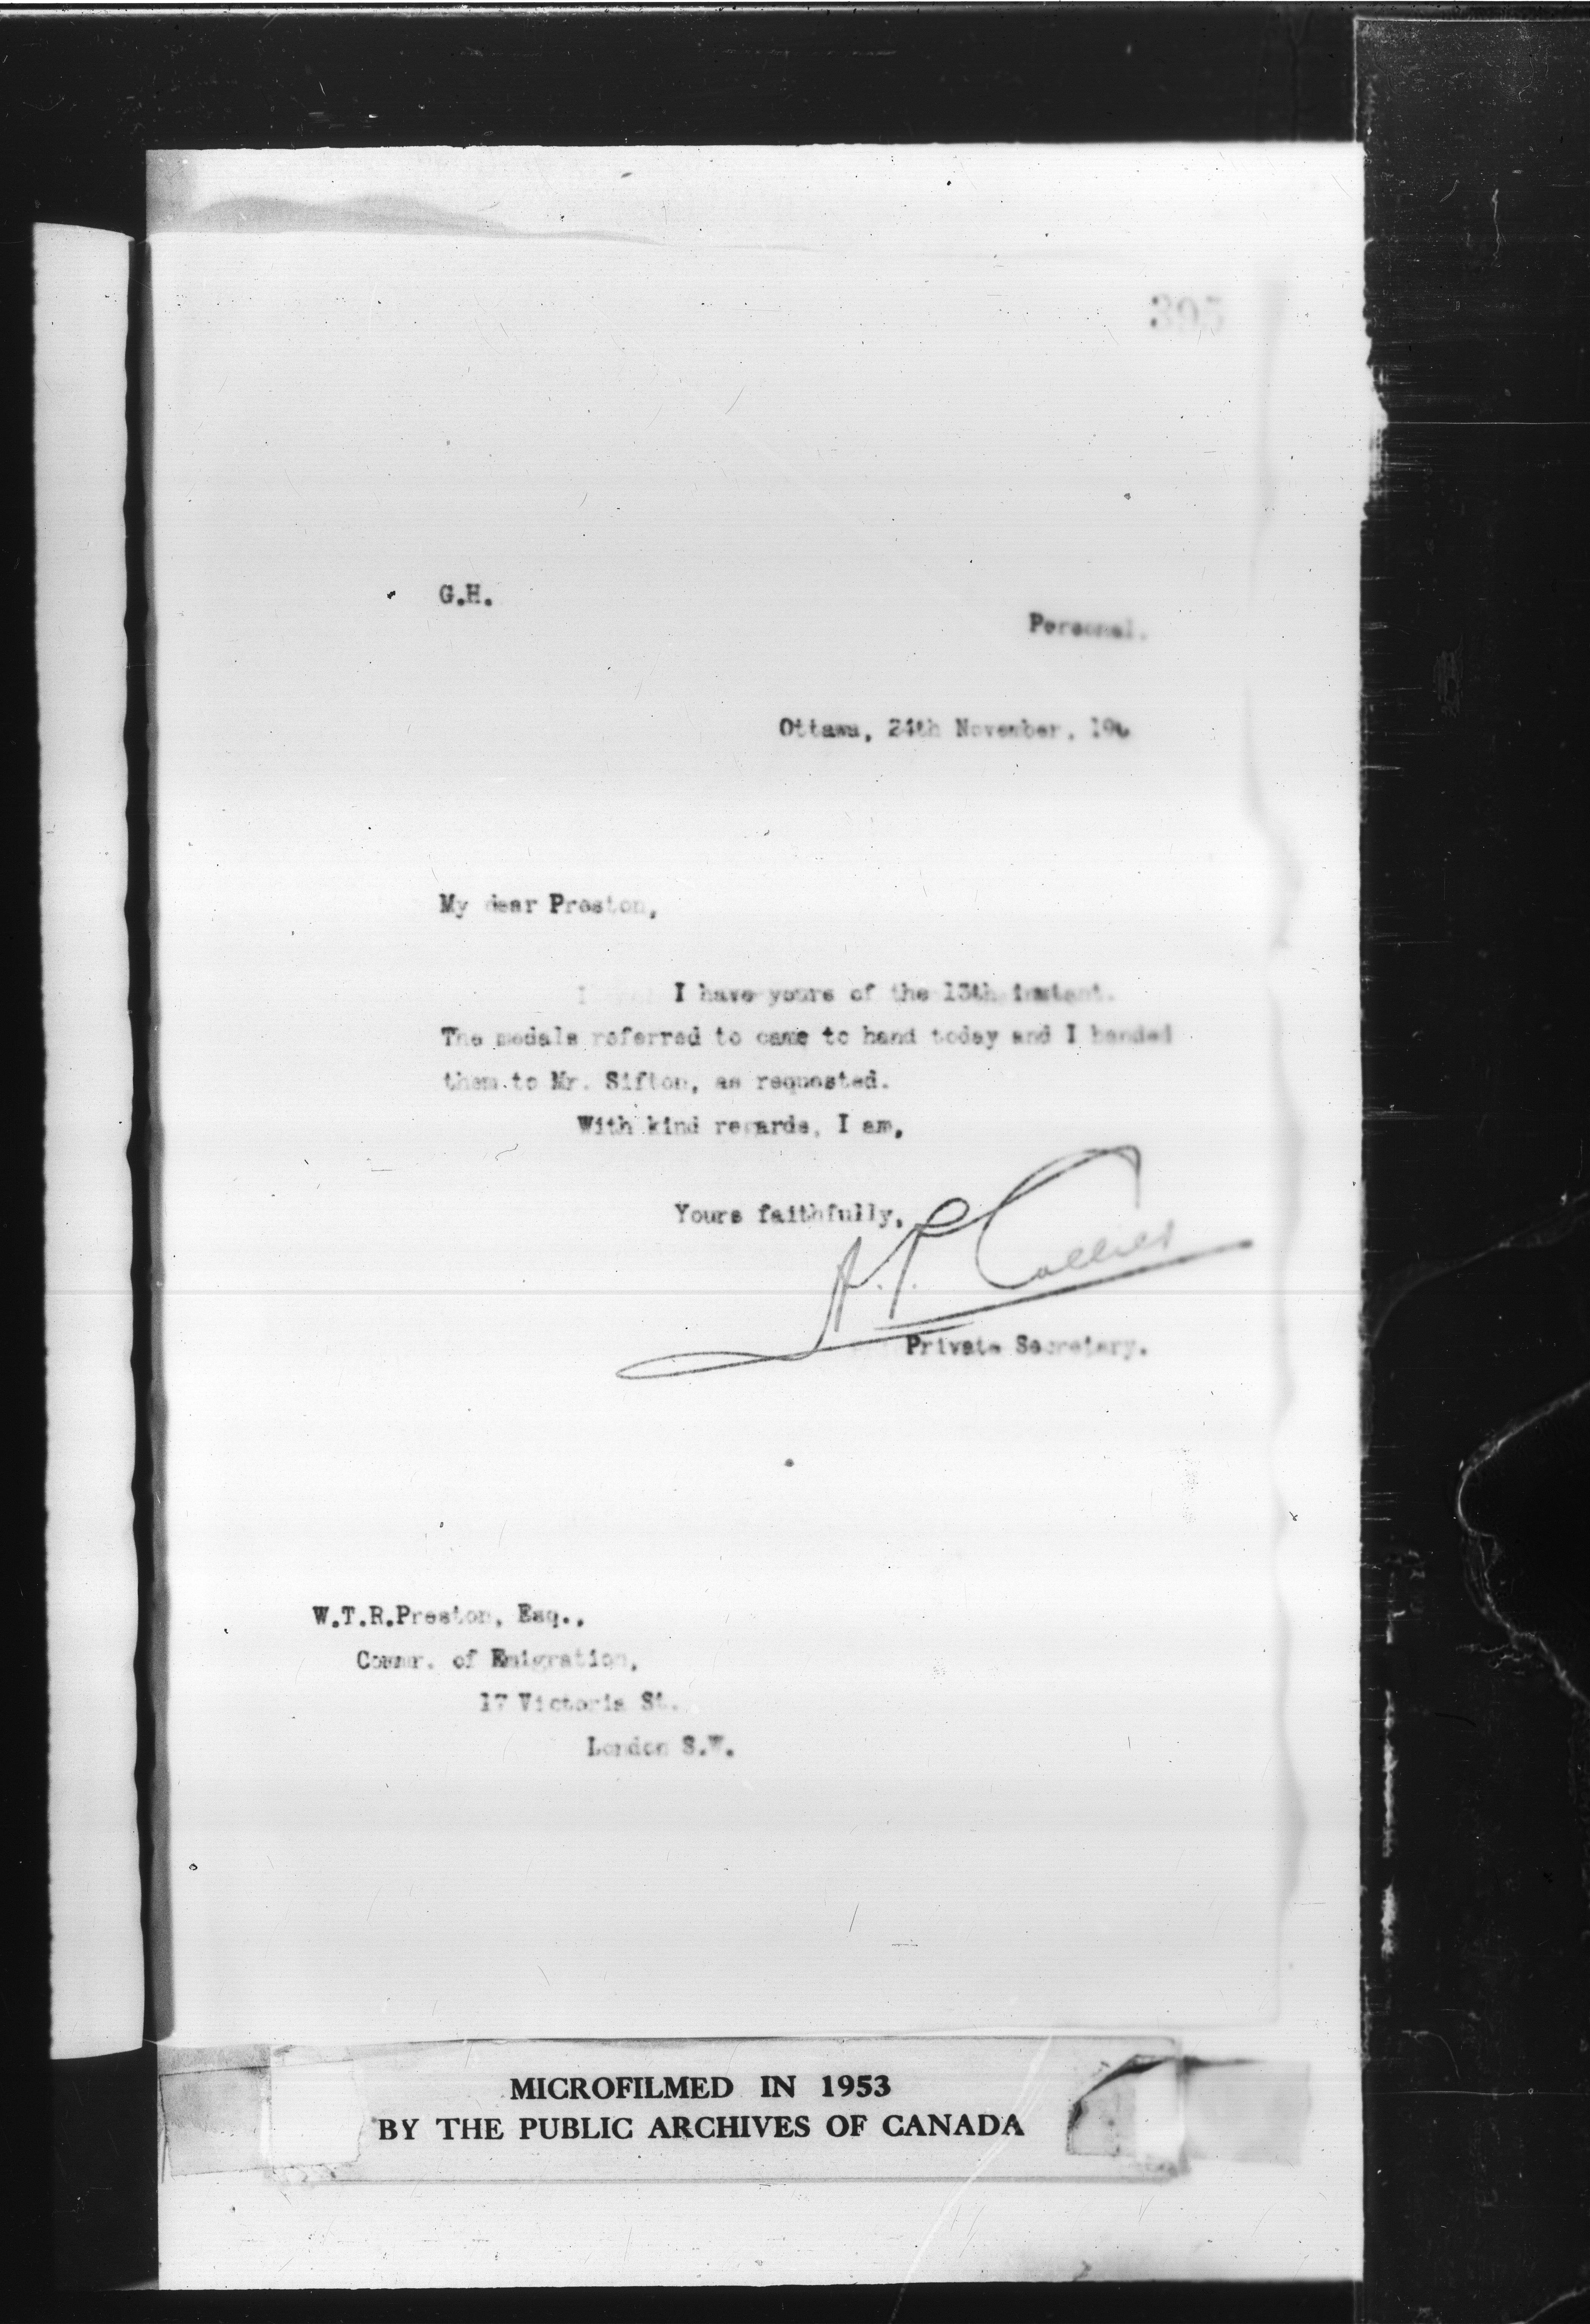 395
G.H.
Personal.
Ottawa, 24th November, 190
My dear Preston,
I have yours of the 13th instant.
The medals referred to came to hand today and I handed
them to Mr. Sifton, as requested.
With kind regards, I am,
Yours faithfully,
A.P. Collier
Private Secretary.
W.T.R.Preston, Esq.,
Commr. of Emigration,
17 Victoria St.
London S.W.
MICROFILMED IN 1953
BY THE PUBLIC ARCHIVES OF CANADA